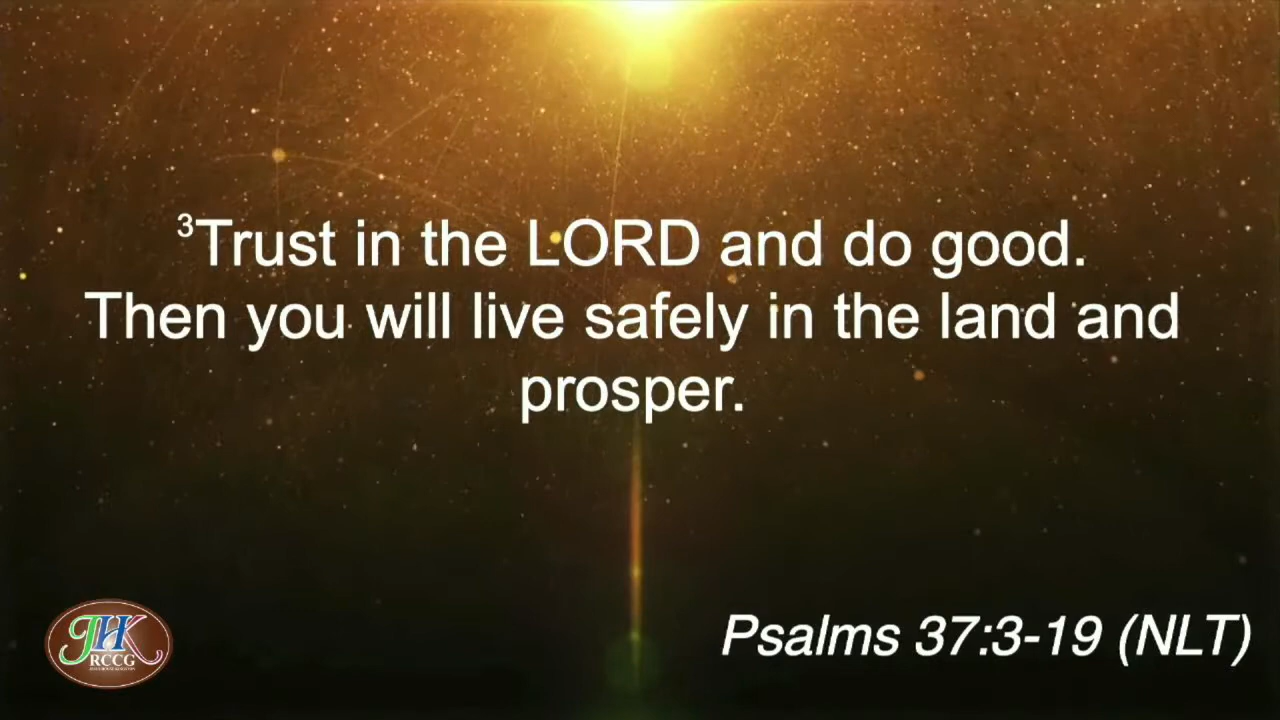 ³Trust in the LORD and do good.
Then you will live safely in the land and
prosper.
Psalms 37:3-19 (NLT)
JHK
RCCG